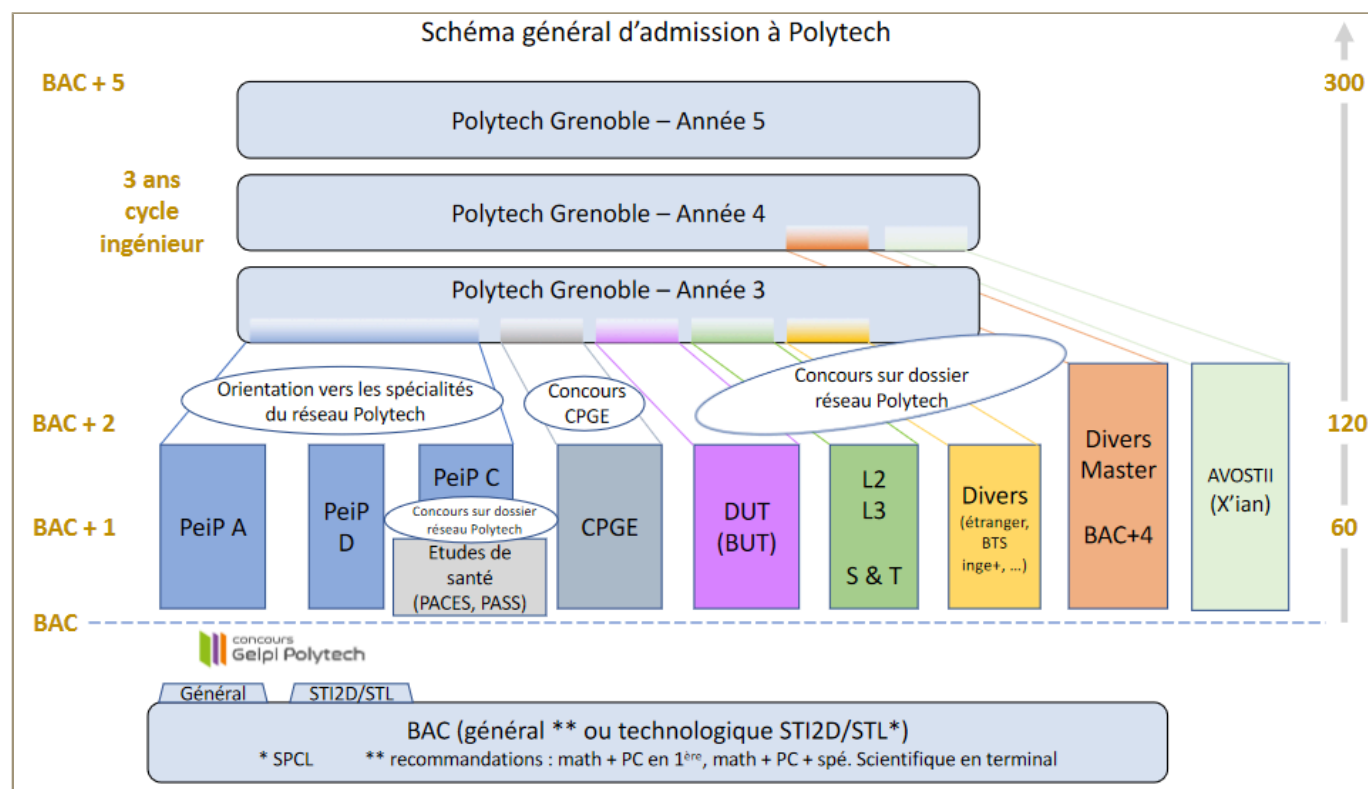 Schéma général d'admission à Polytech
BAC + 5
300
Polytech Grenoble – Année 5
3 ans
cycle
ingénieur
Polytech Grenoble – Année 4
Polytech Grenoble – Année 3
Orientation vers les spécialités
du réseau Polytech
Concours
CPGE
Concours sur dossier
réseau Polytech
BAC + 2
120
PeiP A
PeiP
D
PeiP C
Concours sur dossier
réseau Polytech
Etudes de
santé
(PACES, PASS)
CPGE
DUT
(BUT)
L2
L3
S & T
Divers
(étranger,
BTS
inge+, ...)
Divers
Master
BAC+4
AVOSTII
(X'ian)
BAC + 1
60
BAC
concours
GeIPI Polytech
Général
STI2D/STL
BAC (général ** ou technologique STI2D/STL*)
* SPCL ** recommandations : math + PC en 1ère, math + PC + spé. Scientifique en terminal